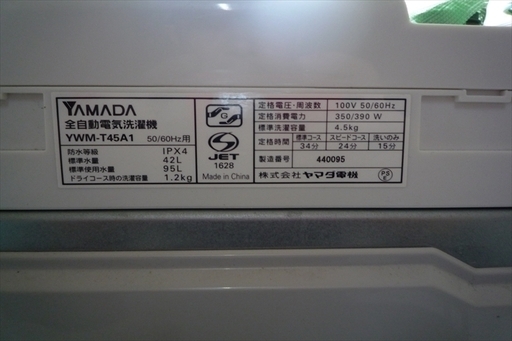 YAMADA
全自動電気洗濯機
YWM-T45A1 50/60Hz用
防水等級 IPX4
標準水量 42L
標準使用水量 95L
ドライコース時の洗濯容量 1.2kg
G
JET
1628
Made in China
定格電圧・周波数 100V 50/60Hz
定格消費電力 350/390 W
標準洗濯容量 4.5kg
定格時間 標準コース 34分 スピードコース 24分 洗いのみ 15分
製造番号 440095
株式会社 ヤマダ電機
PS
E